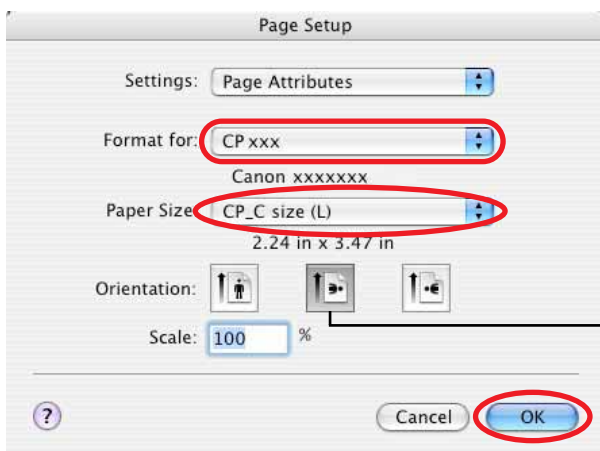 Page Setup
Settings: Page Attributes
Format for: CP xxx
Canon xxxxxxx
Paper Size CP_C size (L)
2.24 in x 3.47 in
Orientation:
Scale: 100 %
? Cancel OK